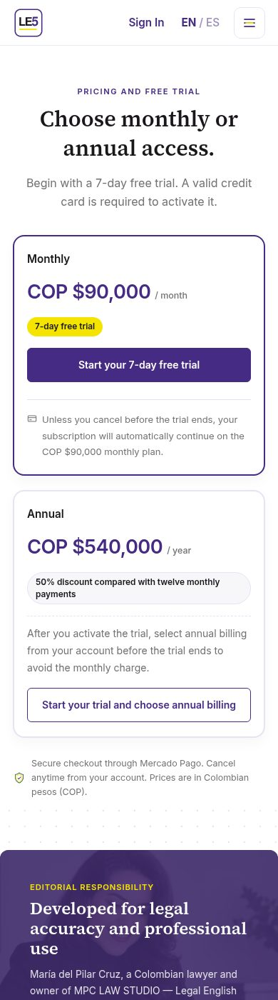 LE5
Sign In
EN / ES
PRICING AND FREE TRIAL
Choose monthly or
annual access.
Begin with a 7-day free trial. A valid credit
card is required to activate it.
Monthly
COP $90,000 / month
7-day free trial
Start your 7-day free trial
Unless you cancel before the trial ends, your
subscription will automatically continue on the
COP $90,000 monthly plan.
Annual
COP $540,000 / year
50% discount compared with twelve monthly
payments
After you activate the trial, select annual billing
from your account before the trial ends to
avoid the monthly charge.
Start your trial and choose annual billing
Secure checkout through Mercado Pago. Cancel
anytime from your account. Prices are in Colombian
pesos (COP).
EDITORIAL RESPONSIBILITY
Developed for legal
accuracy and professional
use
María del Pilar Cruz, a Colombian lawyer and
owner of MPC LAW STUDIO — Legal English